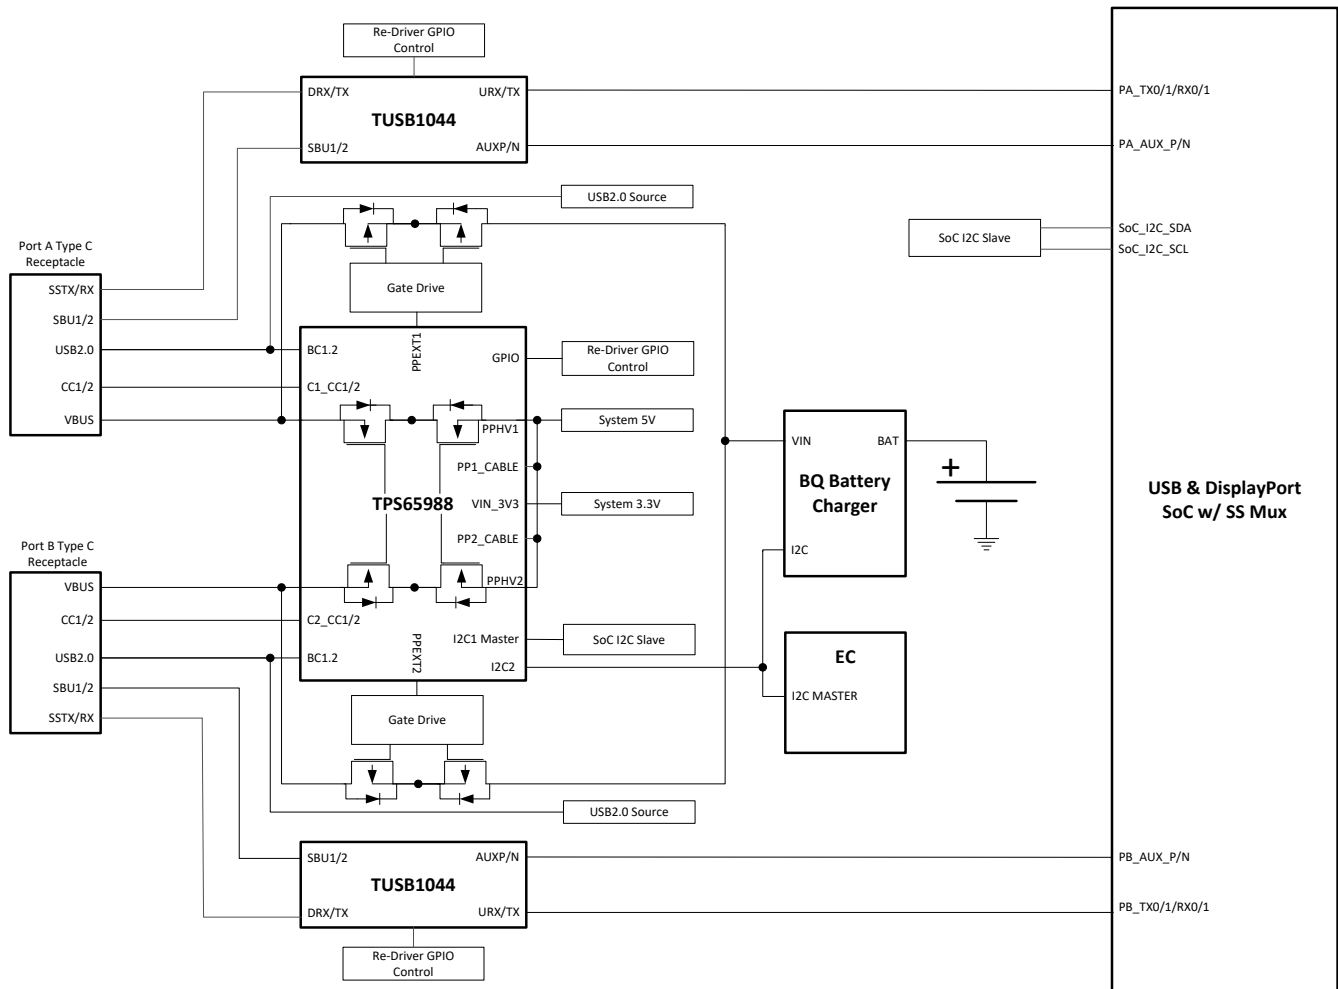 Re-Driver GPIO
Control
DRX/TX
URX/TX
TUSB1044
SBU1/2
AUXP/N
PA_TX0/1/RX0/1
PA_AUX_P/N
USB2.0 Source
SoC I2C Slave
SoC_I2C_SDA
SoC_I2C_SCL
Port A Type C
Receptacle
SSTX/RX
SBU1/2
USB2.0
CC1/2
VBUS
Gate Drive
PPEXT1
BC1.2
GPIO
Re-Driver GPIO
Control
C1_CC1/2
PPHV1
System 5V
PP1_CABLE
TPS65988
VIN_3V3
System 3.3V
PP2_CABLE
PPHV2
C2_CC1/2
I2C1 Master
SoC I2C Slave
BC1.2
PPEXT2
I2C2
VIN
BAT
BQ Battery
Charger
+
I2C
EC
I2C MASTER
USB & DisplayPort
SoC w/ SS Mux
Port B Type C
Receptacle
VBUS
CC1/2
USB2.0
SBU1/2
SSTX/RX
Gate Drive
USB2.0 Source
SBU1/2
AUXP/N
TUSB1044
DRX/TX
URX/TX
PB_AUX_P/N
PB_TX0/1/RX0/1
Re-Driver GPIO
Control